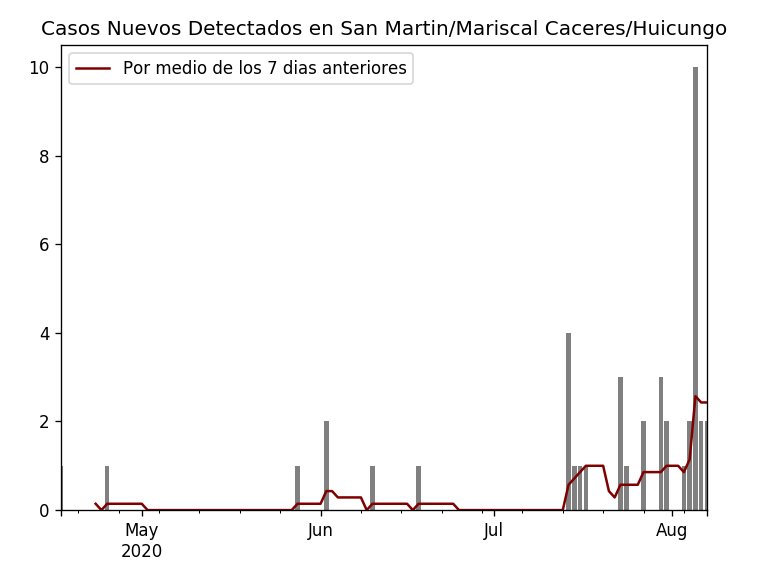 Casos Nuevos Detectados en San Martin/Mariscal Caceres/Huicungo
Por medio de los 7 dias anteriores
10
8
6
4
2
0
May
2020
Jun
Jul
Aug